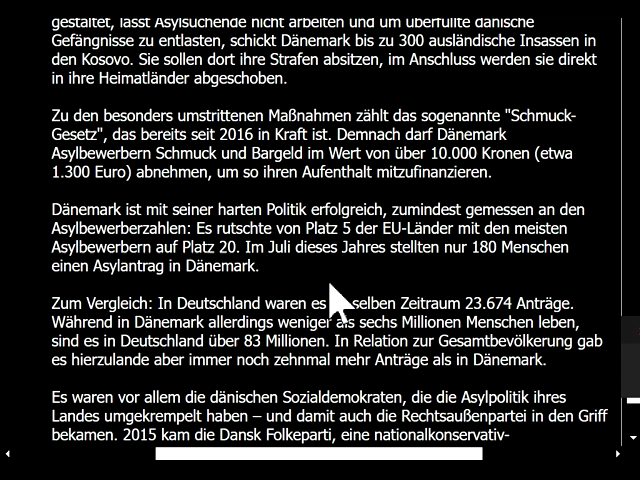 gestaltet, lässt Asylsuchende nicht arbeiten und um überfüllte dänische
Gefängnisse zu entlasten, schickt Dänemark bis zu 300 ausländische Insassen in
den Kosovo. Sie sollen dort ihre Strafen absitzen, im Anschluss werden sie direkt
in ihre Heimatländer abgeschoben.
Zu den besonders umstrittenen Maßnahmen zählt das sogenannte "Schmuck-
Gesetz", das bereits seit 2016 in Kraft ist. Demnach darf Dänemark
Asylbewerbern Schmuck und Bargeld im Wert von über 10.000 Kronen (etwa
1.300 Euro) abnehmen, um so ihren Aufenthalt mitzufinanzieren.
Dänemark ist mit seiner harten Politik erfolgreich, zumindest gemessen an den
Asylbewerberzahlen: Es rutschte von Platz 5 der EU-Länder mit den meisten
Asylbewerbern auf Platz 20. Im Juli dieses Jahres stellten nur 180 Menschen
einen Asylantrag in Dänemark.
Zum Vergleich: In Deutschland waren es selben Zeitraum 23.674 Anträge.
Während in Dänemark allerdings weniger als sechs Millionen Menschen leben,
sind es in Deutschland über 83 Millionen. In Relation zur Gesamtbevölkerung gab
es hierzulande aber immer noch zehnmal mehr Anträge als in Dänemark.
Es waren vor allem die dänischen Sozialdemokraten, die die Asylpolitik ihres
Landes umgekrempelt haben – und damit auch die Rechtsaußenpartei in den Griff
bekamen. 2015 kam die Dansk Folkeparti, eine nationalkonservativ-